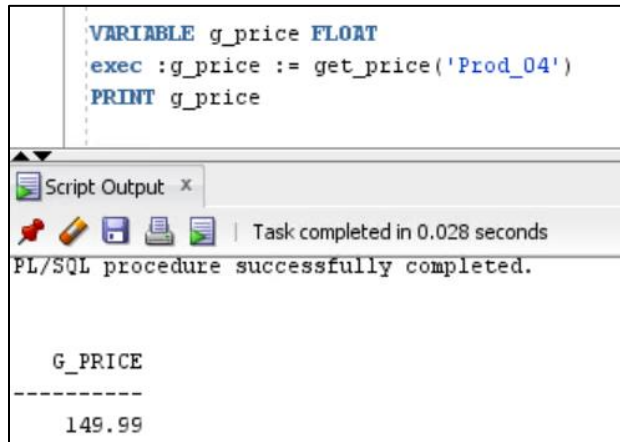 VARIABLE g_price FLOAT
exec :g_price := get_price('Prod_04')
PRINT g_price
Script Output x
Task completed in 0.028 seconds
PL/SQL procedure successfully completed.
G_PRICE
----------
149.99